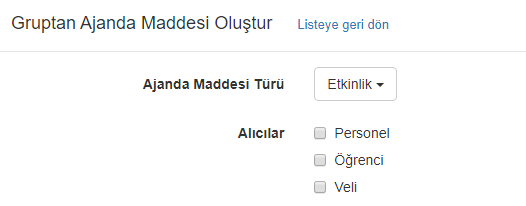 Gruptan Ajanda Maddesi Oluştur Listeye geri dön
Ajanda Maddesi Türü Etkinlik
Alıcılar Personel
Öğrenci
Veli